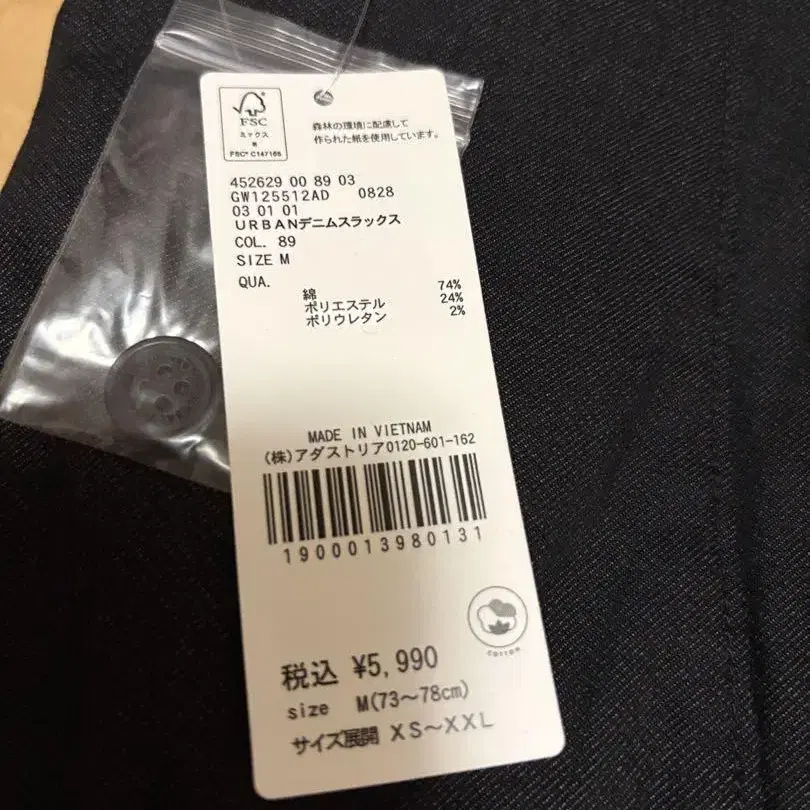 FSC
ミックス
紙
FSC® C147168
森林の環境に配慮して
作られた紙を使用しています。
452629 00 89 03
GW125512AD 0828
03 01 01
URBANデニムスラックス
COL. 89
SIZE M
QUA.
綿 74%
ポリエステル 24%
ポリウレタン 2%
MADE IN VIETNAM
(株)アダストリア0120-601-162
1900013980131
cotton
税込 ¥5,990
size M(73～78cm)
サイズ展開 XS～XXL